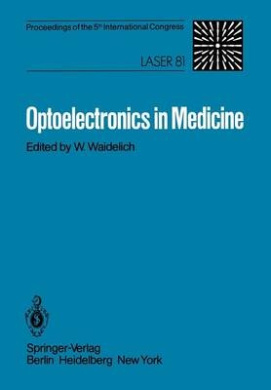 Proceedings of the 5th International Congress
LASER 81
Optoelectronics in Medicine
Edited by W. Waidelich
Springer-Verlag
Berlin Heidelberg New York